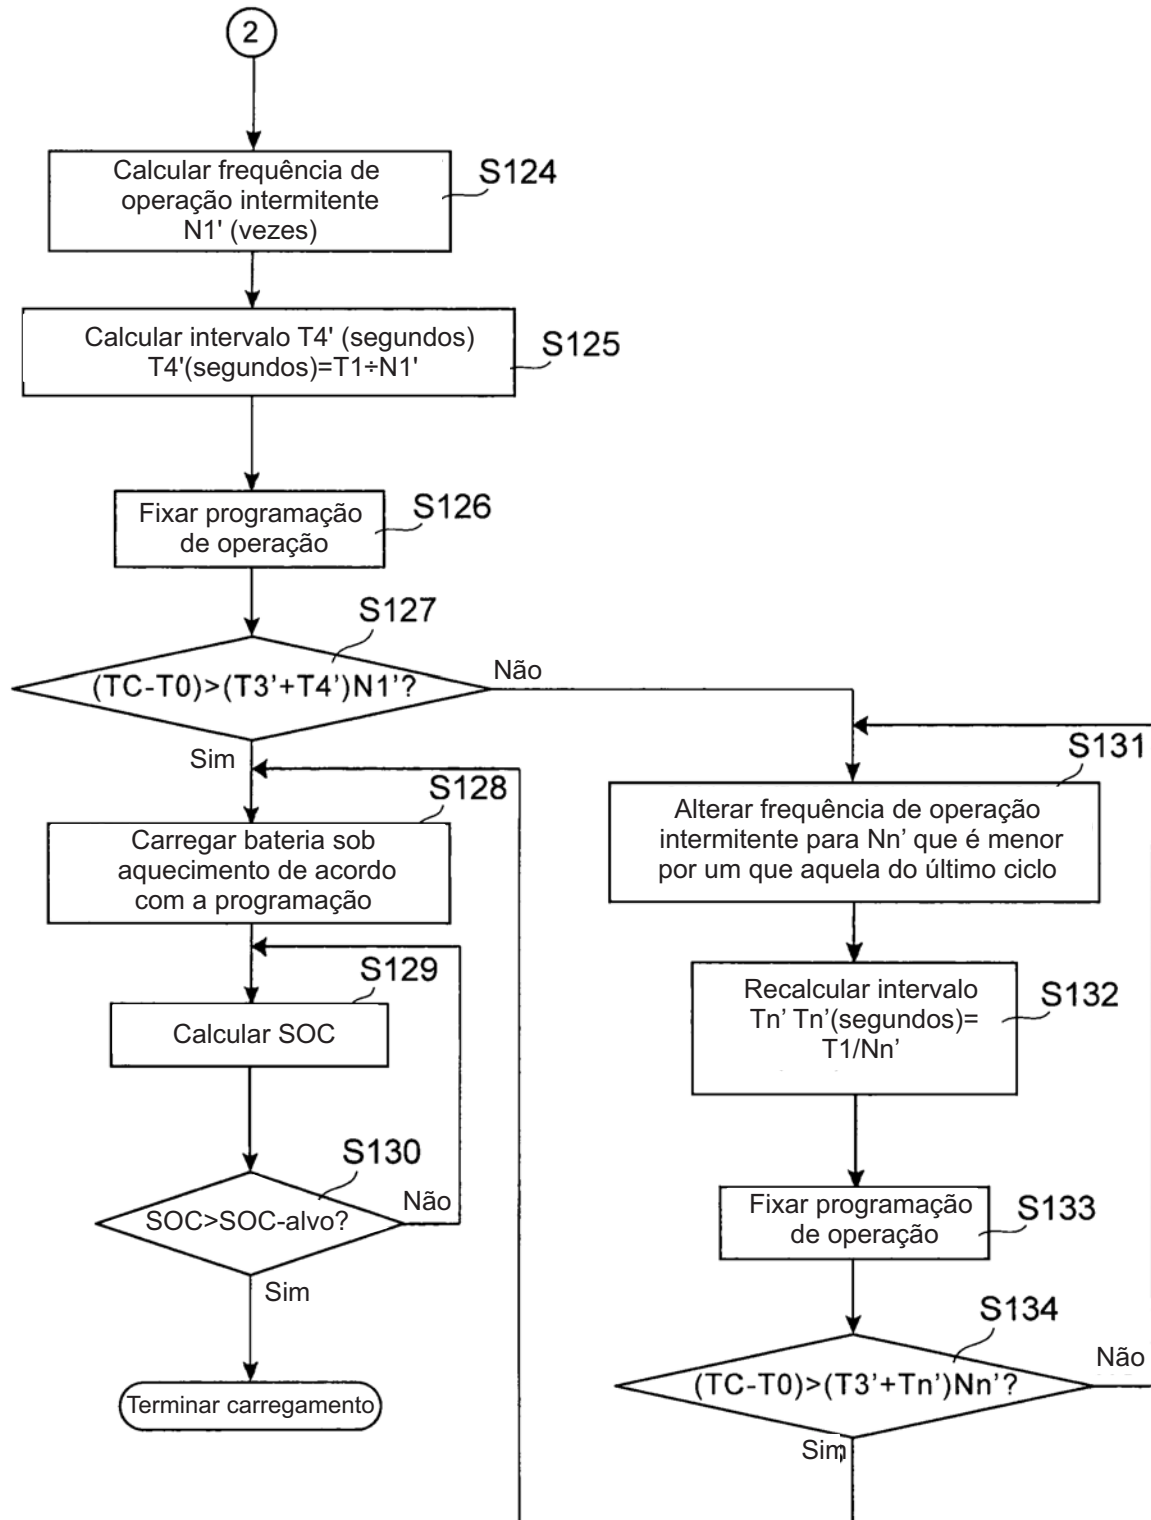 2
Calcular frequência de
operação intermitente
N1' (vezes)
S124
Calcular intervalo T4' (segundos)
T4'(segundos)=T1÷N1'
S125
Fixar programação
de operação
S126
(TC-T0)>(T3'+T4')N1'?
S127
Não
Sim
Carregar bateria sob
aquecimento de acordo
com a programação
S128
Calcular SOC
S129
SOC>SOC-alvo?
S130
Não
Sim
Terminar carregamento
Alterar frequência de operação
intermitente para Nn' que é menor
por um que aquela do último ciclo
S131
Recalcular intervalo
Tn' Tn'(segundos)=
T1/Nn'
S132
Fixar programação
de operação
S133
(TC-T0)>(T3'+Tn')Nn'?
S134
Não
Sim